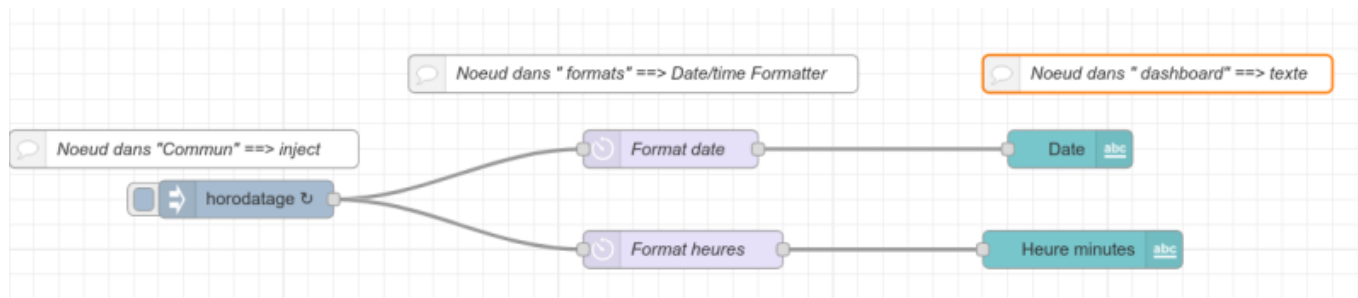 Noeud dans " formats" ==> Date/time Formatter
Noeud dans " dashboard" ==> texte
Noeud dans "Commun" ==> inject
Format date
Date abc
horodatage ↻
Format heures
Heure minutes abc